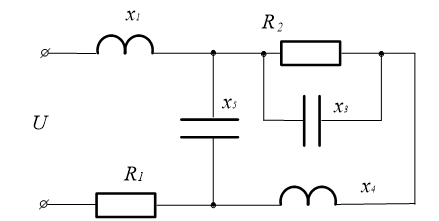 x₁
R₂
x₅
x₃
U
R₁
x₄